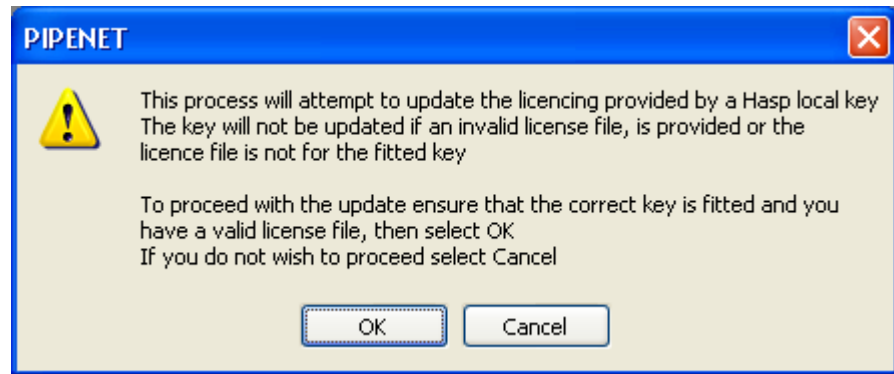 PIPENET
This process will attempt to update the licencing provided by a Hasp local key
The key will not be updated if an invalid license file, is provided or the
licence file is not for the fitted key
To proceed with the update ensure that the correct key is fitted and you
have a valid license file, then select OK
If you do not wish to proceed select Cancel
OK
Cancel